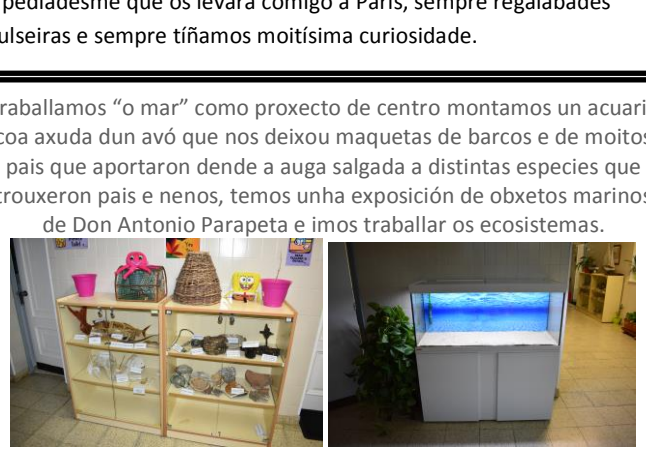 pedíadesme que os levara comigo a París, sempre regalabades
ulseiras e sempre tíñamos moitísima curiosidade.
raballamos “o mar” como proxecto de centro montamos un acuari
coa axuda dun avó que nos deixou maquetas de barcos e de moitos
pais que aportaron dende a auga salgada a distintas especies que
trouxeron pais e nenos, temos unha exposición de obxetos marinos
de Don Antonio Parapeta e imos traballar os ecosistemas.